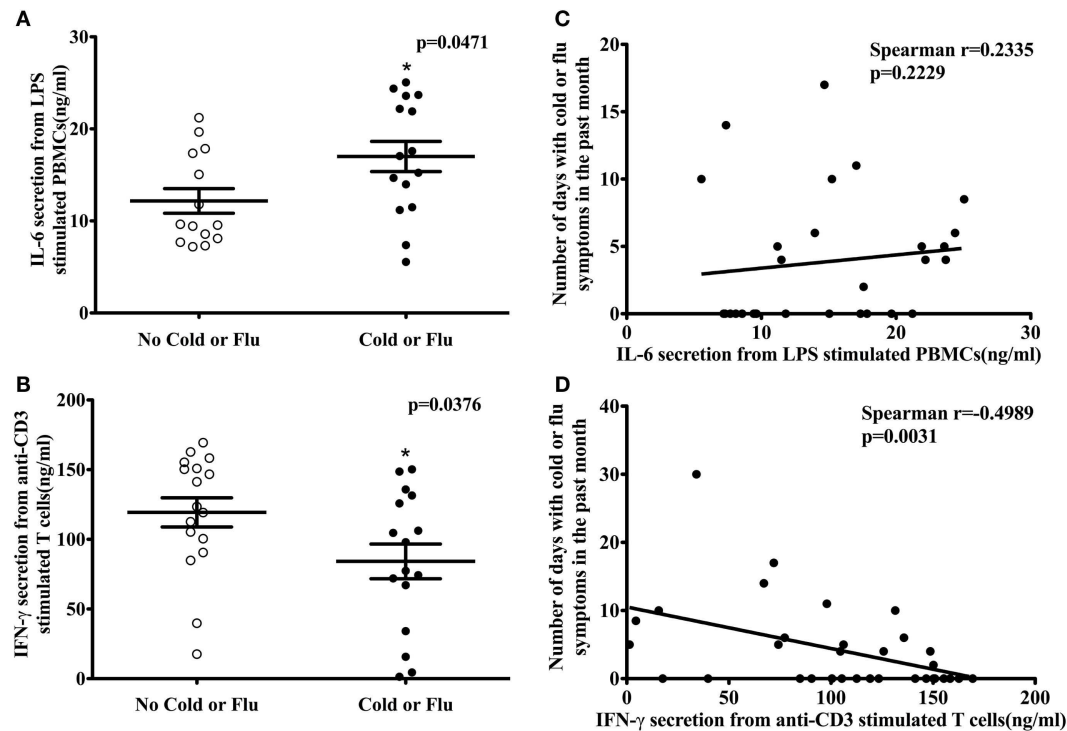 A
IL-6 secretion from LPS
stimulated PBMCs(ng/ml)
30
20
10
0
p=0.0471
*
No Cold or Flu
Cold or Flu
C
Number of days with cold or flu
symptoms in the past month
20
15
10
5
0
Spearman r=0.2335
p=0.2229
0
10
20
30
IL-6 secretion from LPS stimulated PBMCs(ng/ml)
B
IFN-γ secretion from anti-CD3
stimulated T cells(ng/ml)
200
150
100
50
0
p=0.0376
*
No Cold or Flu
Cold or Flu
D
Number of days with cold or flu
symptoms in the past month
40
30
20
10
0
Spearman r=-0.4989
p=0.0031
0
50
100
150
200
IFN-γ secretion from anti-CD3 stimulated T cells(ng/ml)